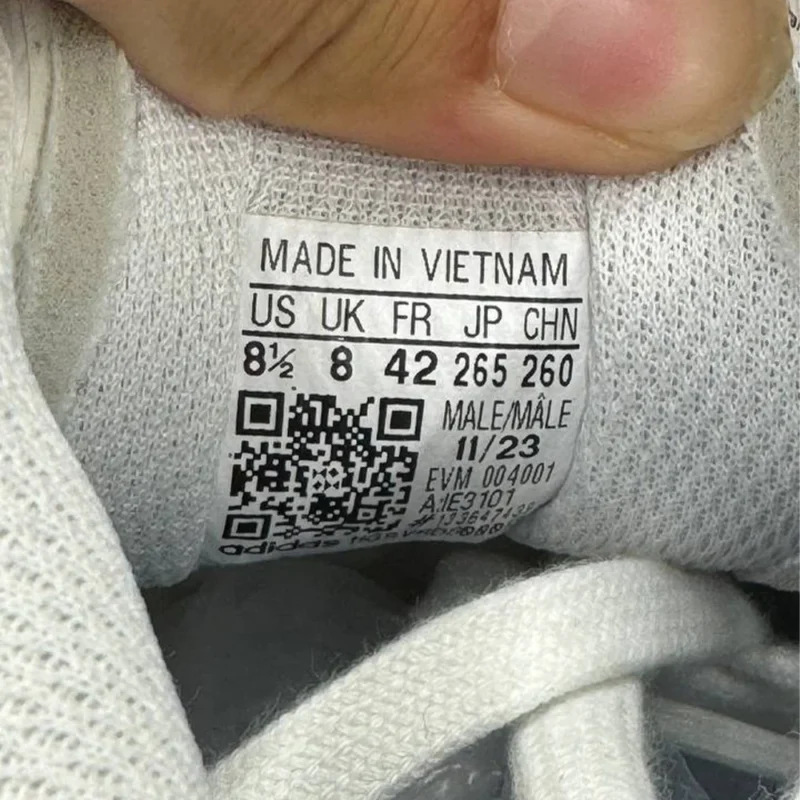 MADE IN VIETNAM
US UK FR JP CHN
8½ 8 42 265 260
MALE/MÂLE
11/23
EVM 004001
A:IE3101
adidas